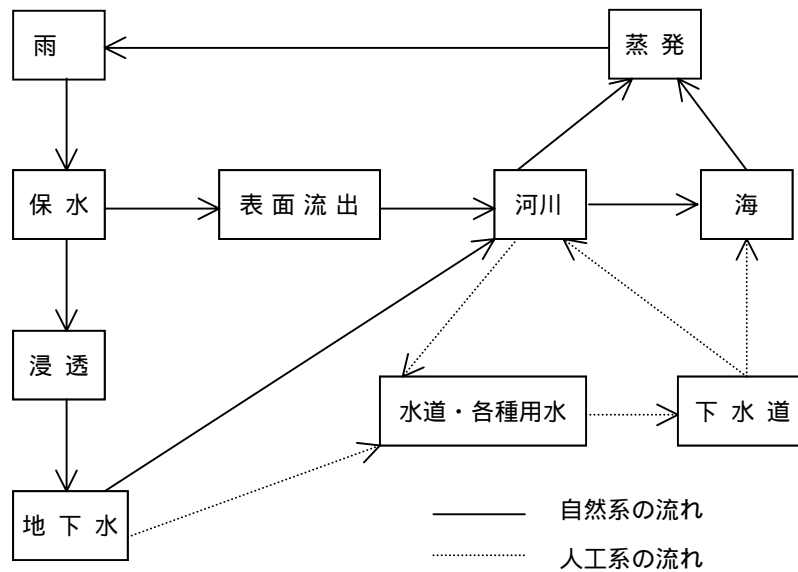 雨
蒸 発
保 水
表 面 流 出
河川
海
浸 透
水道・各種用水
下 水 道
地 下 水
自然系の流れ
人工系の流れ